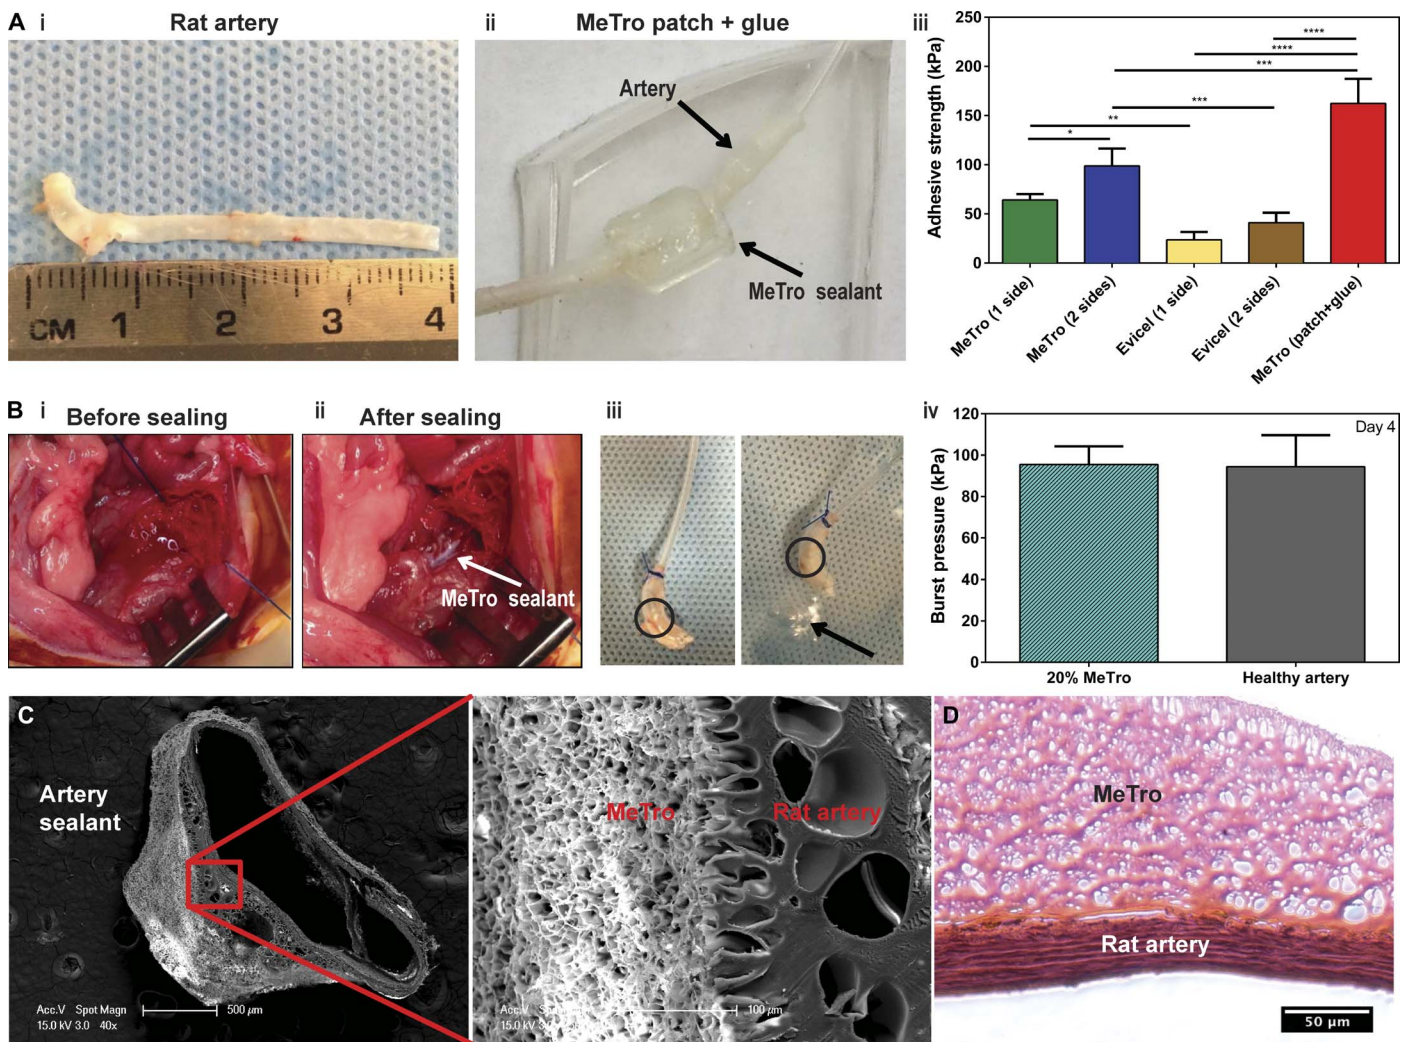 A i Rat artery
ii MeTro patch + glue
Artery
MeTro sealant
CM 1 2 3 4
iii
Adhesive strength (kPa)
250
200
150
100
50
0
****
****
***
***
**
*
MeTro (1 side)
MeTro (2 sides)
Evicel (1 side)
Evicel (2 sides)
MeTro (patch+glue)
B i Before sealing
ii After sealing
MeTro sealant
iii
iv
Burst pressure (kPa)
120
100
80
60
40
20
0
Day 4
20% MeTro
Healthy artery
C
Artery
sealant
Acc.V Spot Magn
15.0 kV 3.0 40x
500 µm
MeTro
Rat artery
Acc.V
15.0 kV
100 µm
D
MeTro
Rat artery
50 µm